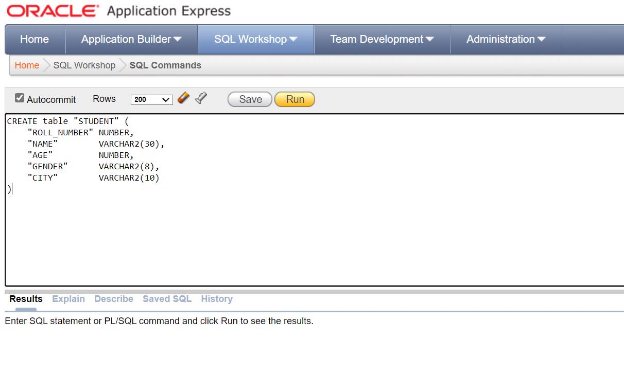 ORACLE Application Express
Home Application Builder SQL Workshop Team Development Administration
Home SQL Workshop SQL Commands
Autocommit Rows 200 Save Run
CREATE table "STUDENT" (
"ROLL_NUMBER" NUMBER,
"NAME" VARCHAR2(30),
"AGE" NUMBER,
"GENDER" VARCHAR2(8),
"CITY" VARCHAR2(10)
)
Results Explain Describe Saved SQL History
Enter SQL statement or PL/SQL command and click Run to see the results.